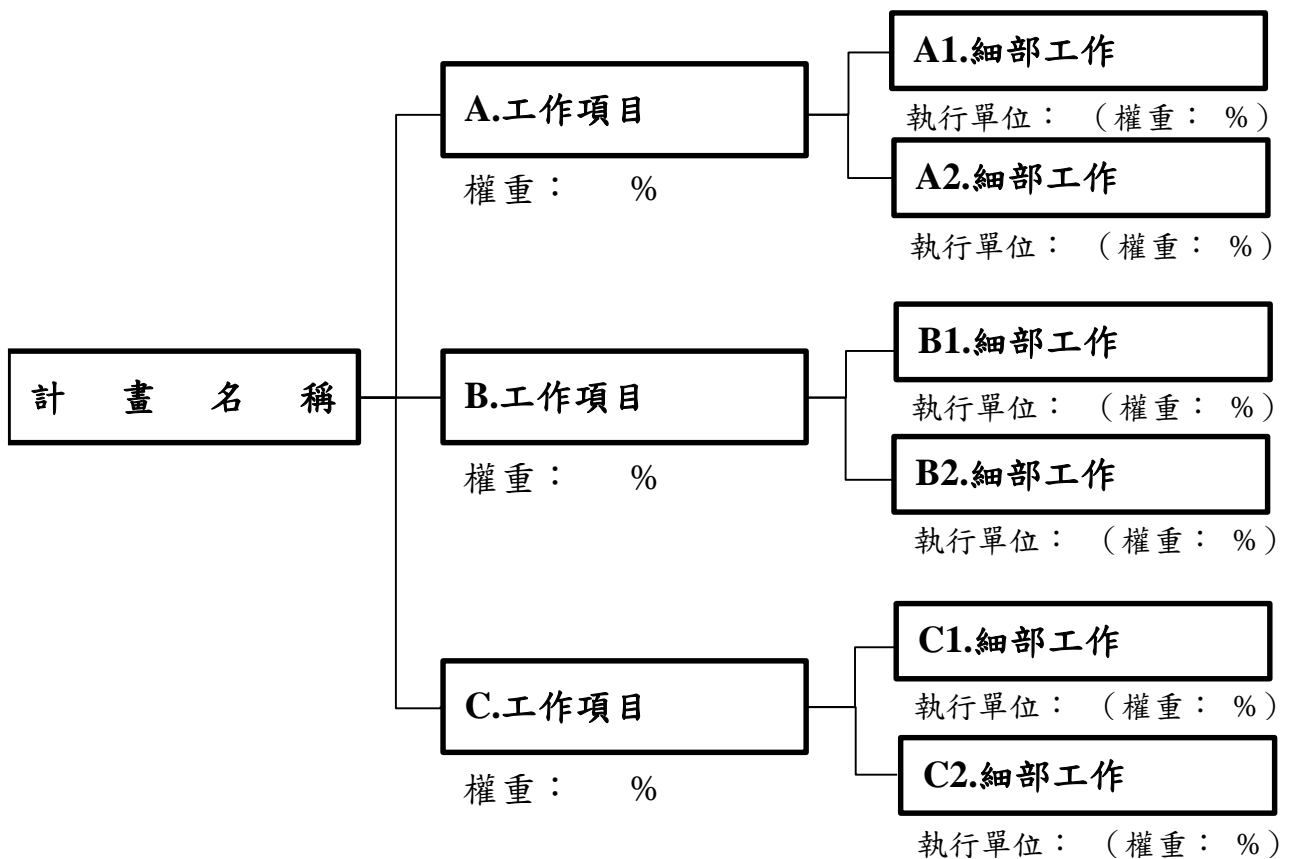 計畫名稱
A.工作項目
權重： %
A1.細部工作
執行單位： （權重： %）
A2.細部工作
執行單位： （權重： %）
B.工作項目
權重： %
B1.細部工作
執行單位： （權重： %）
B2.細部工作
執行單位： （權重： %）
C.工作項目
權重： %
C1.細部工作
執行單位： （權重： %）
C2.細部工作
執行單位： （權重： %）